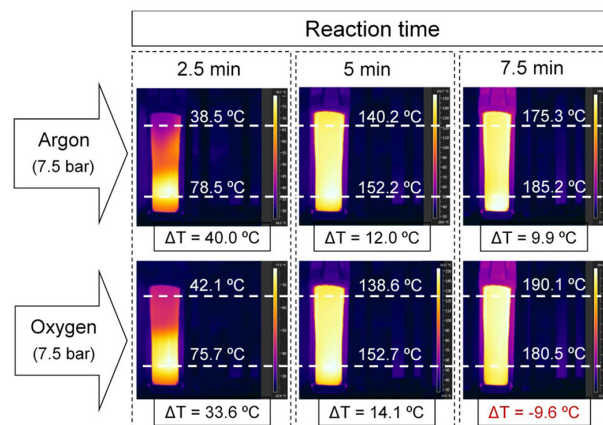 Reaction time
2.5 min
5 min
7.5 min
Argon
(7.5 bar)
38.5 ºC
78.5 ºC
ΔT = 40.0 ºC
140.2 ºC
152.2 ºC
ΔT = 12.0 ºC
175.3 ºC
185.2 ºC
ΔT = 9.9 ºC
Oxygen
(7.5 bar)
42.1 ºC
75.7 ºC
ΔT = 33.6 ºC
138.6 ºC
152.7 ºC
ΔT = 14.1 ºC
190.1 ºC
180.5 ºC
ΔT = -9.6 ºC